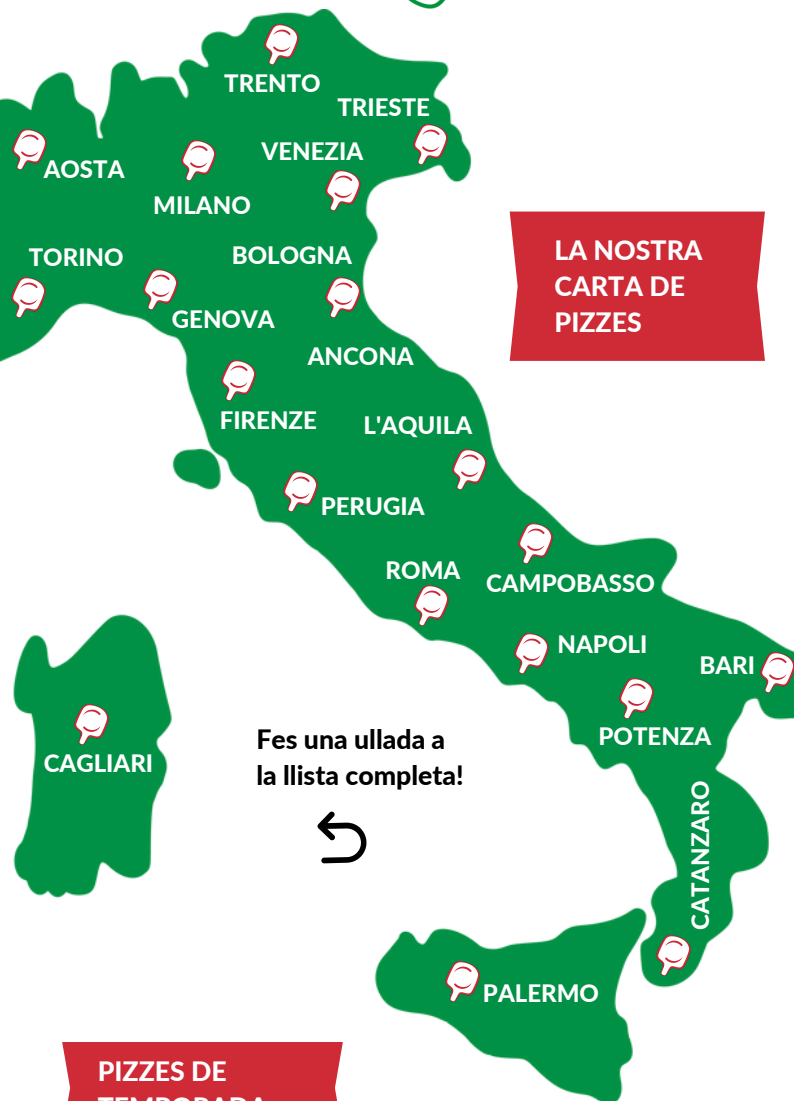 TRENTO
TRIESTE
VENEZIA
AOSTA
MILANO
TORINO
BOLOGNA
LA NOSTRA
CARTA DE
PIZZES
GENOVA
ANCONA
FIRENZE
L'AQUILA
PERUGIA
ROMA
CAMPOBASSO
NAPOLI
BARI
POTENZA
CAGLIARI
Fes una ullada a
la llista completa!
CATANZARO
PALERMO
PIZZES DE
TEMPORADA